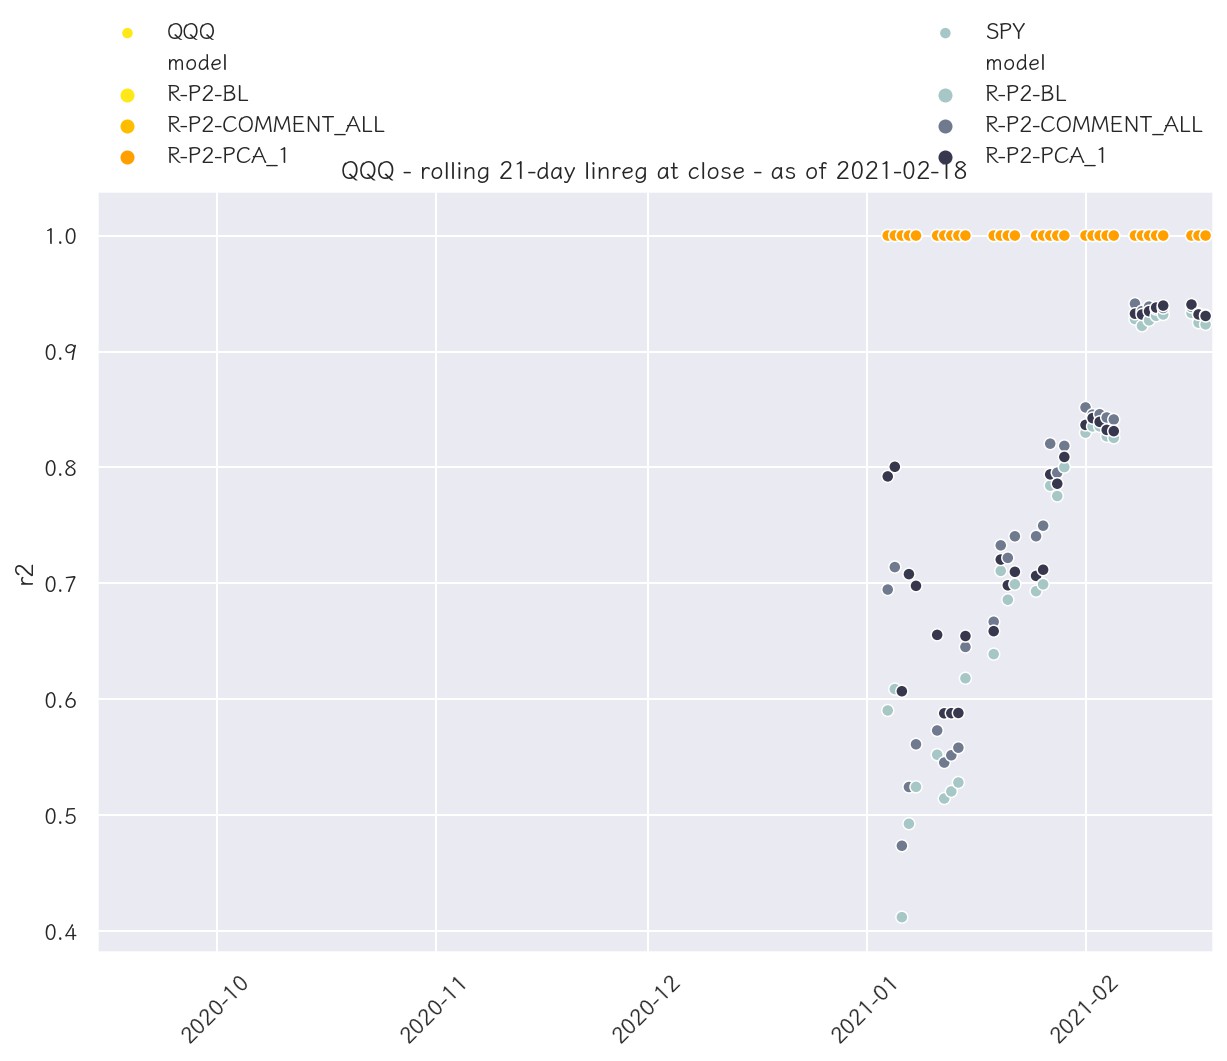 QQQ
model
R-P2-BL
R-P2-COMMENT_ALL
R-P2-PCA_1
SPY
model
R-P2-BL
R-P2-COMMENT_ALL
R-P2-PCA_1
QQQ - rolling 21-day linreg at close - as of 2021-02-18
r2
1.0
0.9
0.8
0.7
0.6
0.5
0.4
2020-10
2020-11
2020-12
2021-01
2021-02